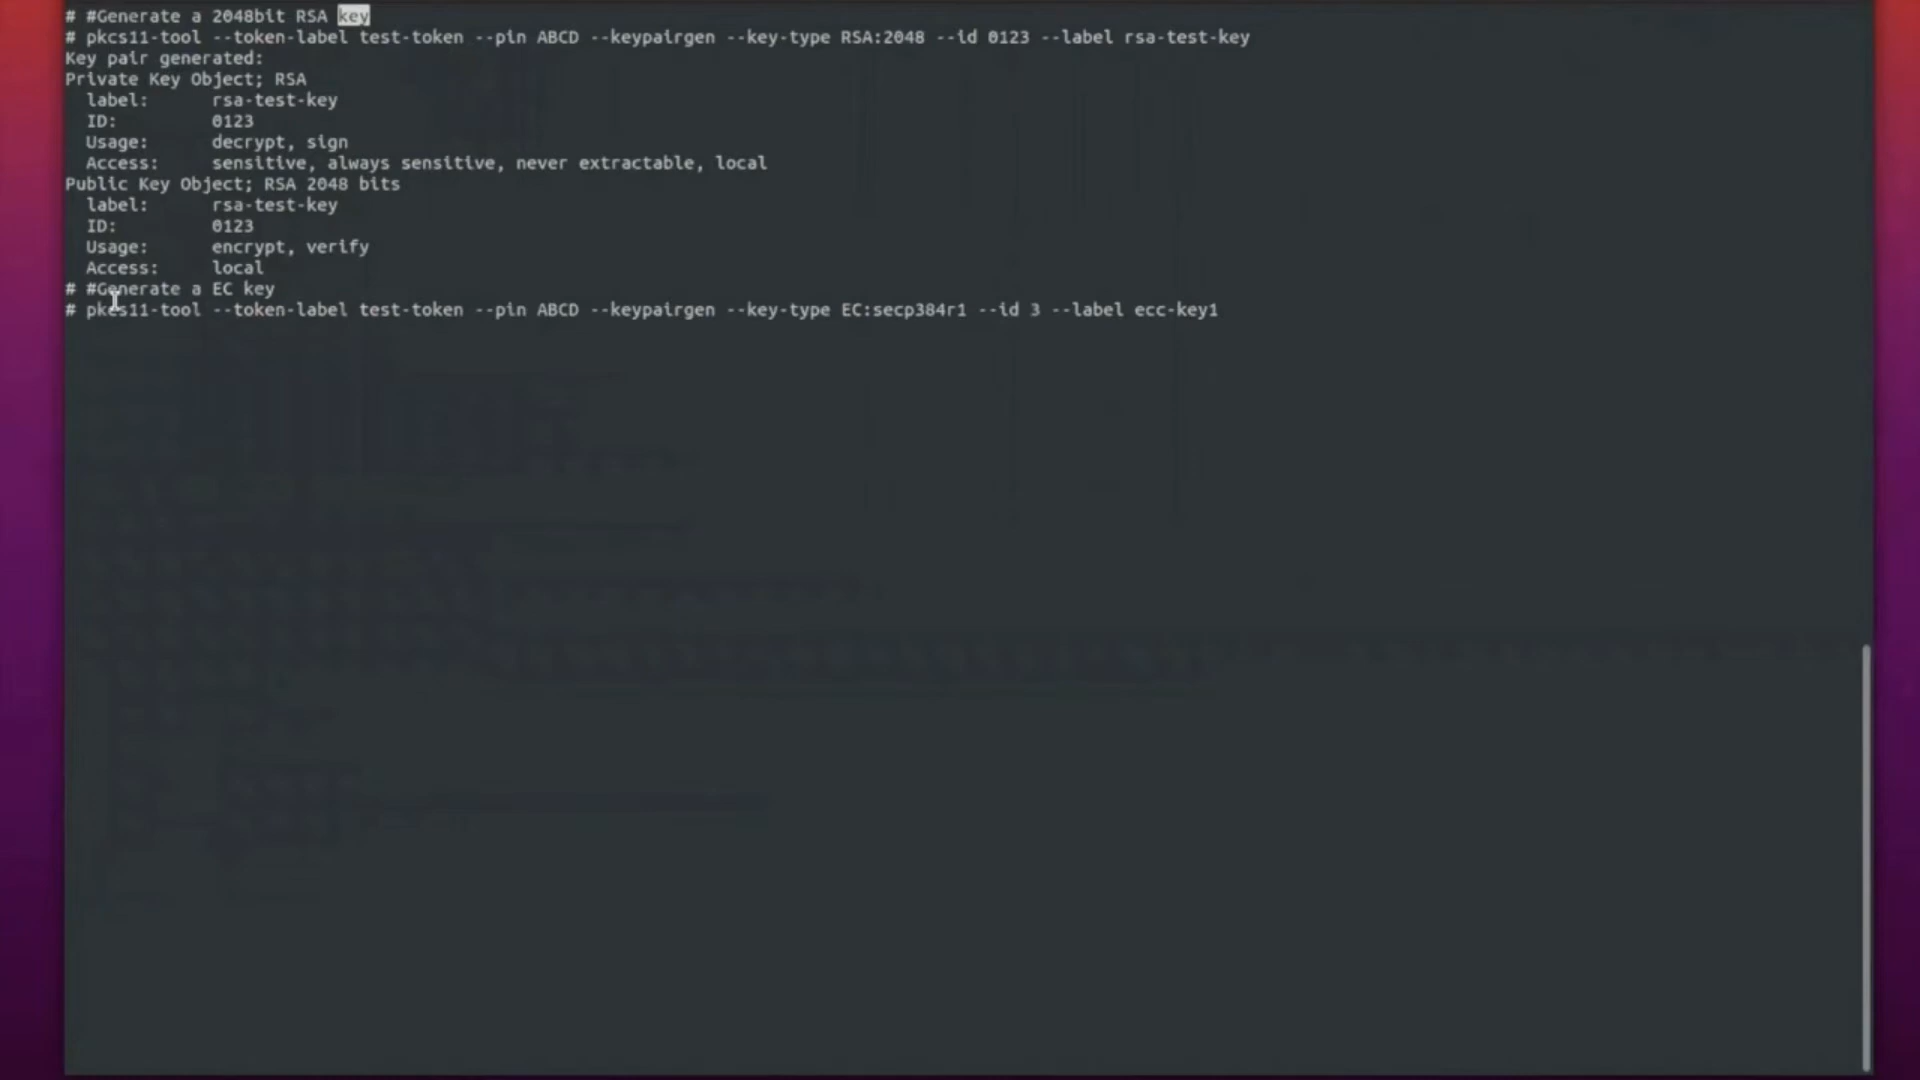 # #Generate a 2048bit RSA key
# pkcs11-tool --token-label test-token --pin ABCD --keypairgen --key-type RSA:2048 --id 0123 --label rsa-test-key
Key pair generated:
Private Key Object; RSA
  label:      rsa-test-key
  ID:         0123
  Usage:      decrypt, sign
  Access:     sensitive, always sensitive, never extractable, local
Public Key Object; RSA 2048 bits
  label:      rsa-test-key
  ID:         0123
  Usage:      encrypt, verify
  Access:     local
# #Generate a EC key
# pkcs11-tool --token-label test-token --pin ABCD --keypairgen --key-type EC:secp384r1 --id 3 --label ecc-key1